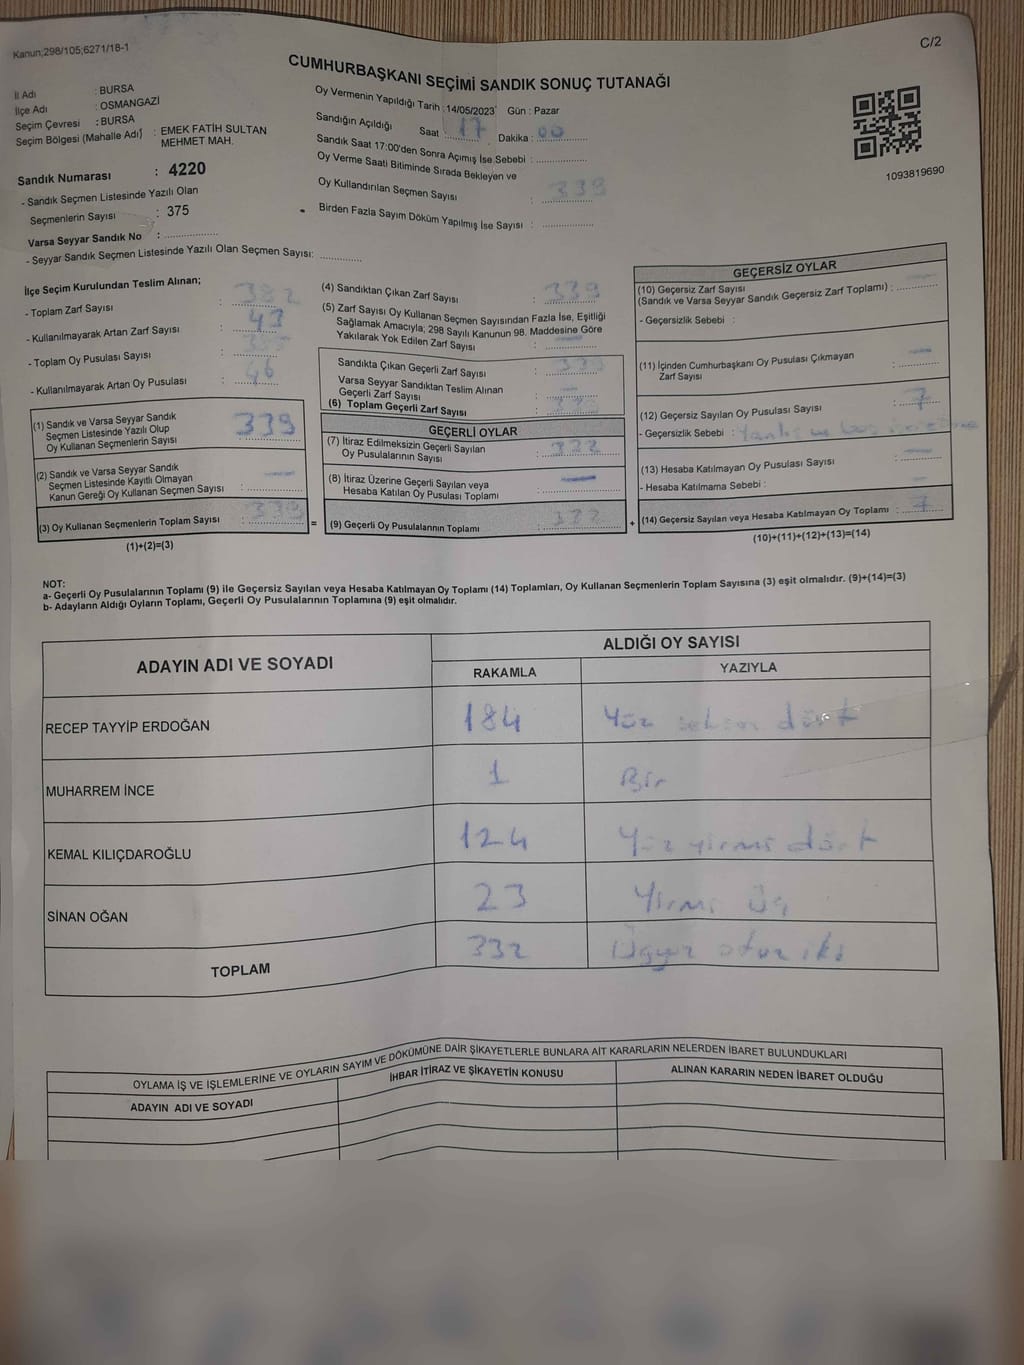 Kanun;298/105;6271/18-1
C/2
CUMHURBAŞKANI SEÇİMİ SANDIK SONUÇ TUTANAĞI
İl Adı : BURSA
İlçe Adı : OSMANGAZİ
Seçim Çevresi : BURSA
Seçim Bölgesi (Mahalle Adı) : EMEK FATİH SULTAN
MEHMET MAH.
Sandık Numarası : 4220
- Sandık Seçmen Listesinde Yazılı Olan
Seçmenlerin Sayısı : 375
Varsa Seyyar Sandık No :
- Seyyar Sandık Seçmen Listesinde Yazılı Olan Seçmen Sayısı:
Oy Vermenin Yapıldığı Tarih : 14/05/2023 Gün : Pazar
Sandığın Açıldığı Saat : 17 Dakika : 00
Sandık Saat 17:00'den Sonra Açımış İse Sebebi :
Oy Verme Saati Bitiminde Sırada Bekleyen ve
Oy Kullandırılan Seçmen Sayısı : 339
Birden Fazla Sayım Döküm Yapılmış İse Sayısı :
1093819690
İlçe Seçim Kurulundan Teslim Alınan;
- Toplam Zarf Sayısı : 382
- Kullanılmayarak Artan Zarf Sayısı : 43
- Toplam Oy Pusulası Sayısı :
- Kullanılmayarak Artan Oy Pusulası : 46
(1) Sandık ve Varsa Seyyar Sandık
Seçmen Listesinde Yazılı Olup
Oy Kullanan Seçmenlerin Sayısı 339
(2) Sandık ve Varsa Seyyar Sandık
Seçmen Listesinde Kayıtlı Olmayan
Kanun Gereği Oy Kullanan Seçmen Sayısı : —
(3) Oy Kullanan Seçmenlerin Toplam Sayısı : 339
(1)+(2)=(3)
(4) Sandıktan Çıkan Zarf Sayısı : 339
(5) Zarf Sayısı Oy Kullanan Seçmen Sayısından Fazla İse, Eşitliği
Sağlamak Amacıyla; 298 Sayılı Kanunun 98. Maddesine Göre
Yakılarak Yok Edilen Zarf Sayısı : —
Sandıkta Çıkan Geçerli Zarf Sayısı : 339
Varsa Seyyar Sandıktan Teslim Alınan
Geçerli Zarf Sayısı : —
(6) Toplam Geçerli Zarf Sayısı :
GEÇERLİ OYLAR
(7) İtiraz Edilmeksizin Geçerli Sayılan
Oy Pusulalarının Sayısı : 332
(8) İtiraz Üzerine Geçerli Sayılan veya
Hesaba Katılan Oy Pusulası Toplamı : —
= (9) Geçerli Oy Pusulalarının Toplamı : 332 +
GEÇERSİZ OYLAR
(10) Geçersiz Zarf Sayısı
(Sandık ve Varsa Seyyar Sandık Geçersiz Zarf Toplamı) : —
- Geçersizlik Sebebi :
(11) İçinden Cumhurbaşkanı Oy Pusulası Çıkmayan
Zarf Sayısı : —
(12) Geçersiz Sayılan Oy Pusulası Sayısı : 7
- Geçersizlik Sebebi :
(13) Hesaba Katılmayan Oy Pusulası Sayısı : —
- Hesaba Katılmama Sebebi : —
(14) Geçersiz Sayılan veya Hesaba Katılmayan Oy Toplamı : 7
(10)+(11)+(12)+(13)=(14)
NOT:
a- Geçerli Oy Pusulalarının Toplamı (9) ile Geçersiz Sayılan veya Hesaba Katılmayan Oy Toplamı (14) Toplamları, Oy Kullanan Seçmenlerin Toplam Sayısına (3) eşit olmalıdır. (9)+(14)=(3)
b- Adayların Aldığı Oyların Toplamı, Geçerli Oy Pusulalarının Toplamına (9) eşit olmalıdır.
ADAYIN ADI VE SOYADI ALDIĞI OY SAYISI
RAKAMLA YAZIYLA
RECEP TAYYİP ERDOĞAN 184 Yüz seksen dört
MUHARREM İNCE 1 Bir
KEMAL KILIÇDAROĞLU 124 Yüz yirmi dört
SİNAN OĞAN 23 Yirmi üç
TOPLAM 332 Üçyüz otuz iki
OYLAMA İŞ VE İŞLEMLERİNE VE OYLARIN SAYIM VE DÖKÜMÜNE DAİR ŞİKAYETLERLE BUNLARA AİT KARARLARIN NELERDEN İBARET BULUNDUKLARI
ADAYIN ADI VE SOYADI İHBAR İTİRAZ VE ŞİKAYETİN KONUSU ALINAN KARARIN NEDEN İBARET OLDUĞU